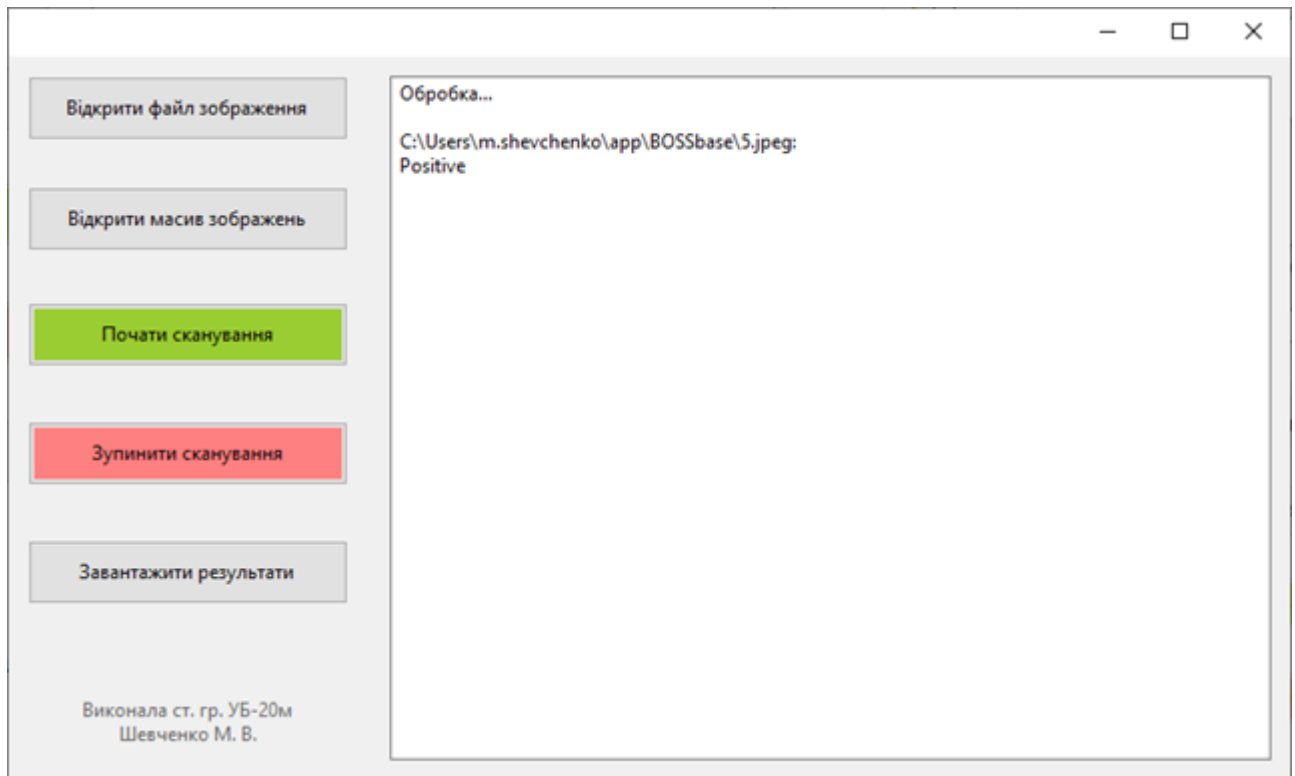 Відкрити файл зображення
Відкрити масив зображень
Почати сканування
Зупинити сканування
Завантажити результати
Виконала ст. гр. УБ-20м
Шевченко М. В.
Обробка...
C:\Users\m.shevchenko\app\BOSSbase\5.jpeg:
Positive